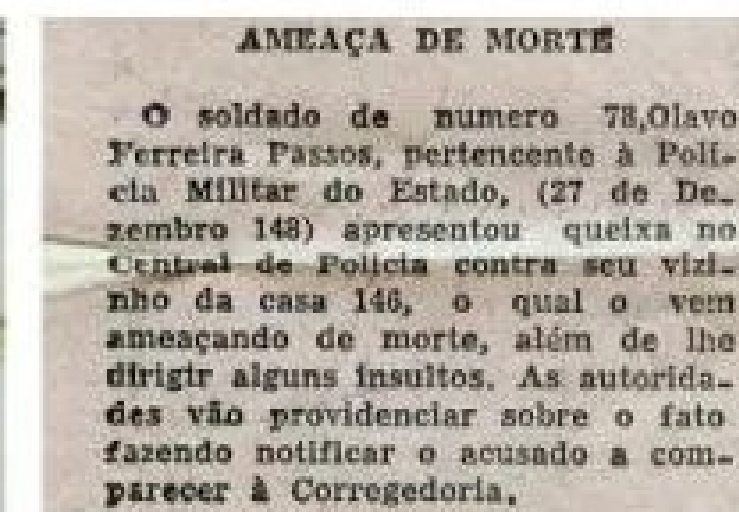 AMEAÇA DE MORTE
O soldado de numero 78,Olavo
Ferreira Passos, pertencente à Polí-
cia Militar do Estado, (27 de De-
zembro 148) apresentou queixa no
Central de Policia contra seu vizi-
nho da casa 146, o qual o vem
ameaçando de morte, além de lhe
dirigir alguns insultos. As autorida-
des vão providenciar sobre o fato
fazendo notificar o acusado a com-
parecer à Corregedoria.